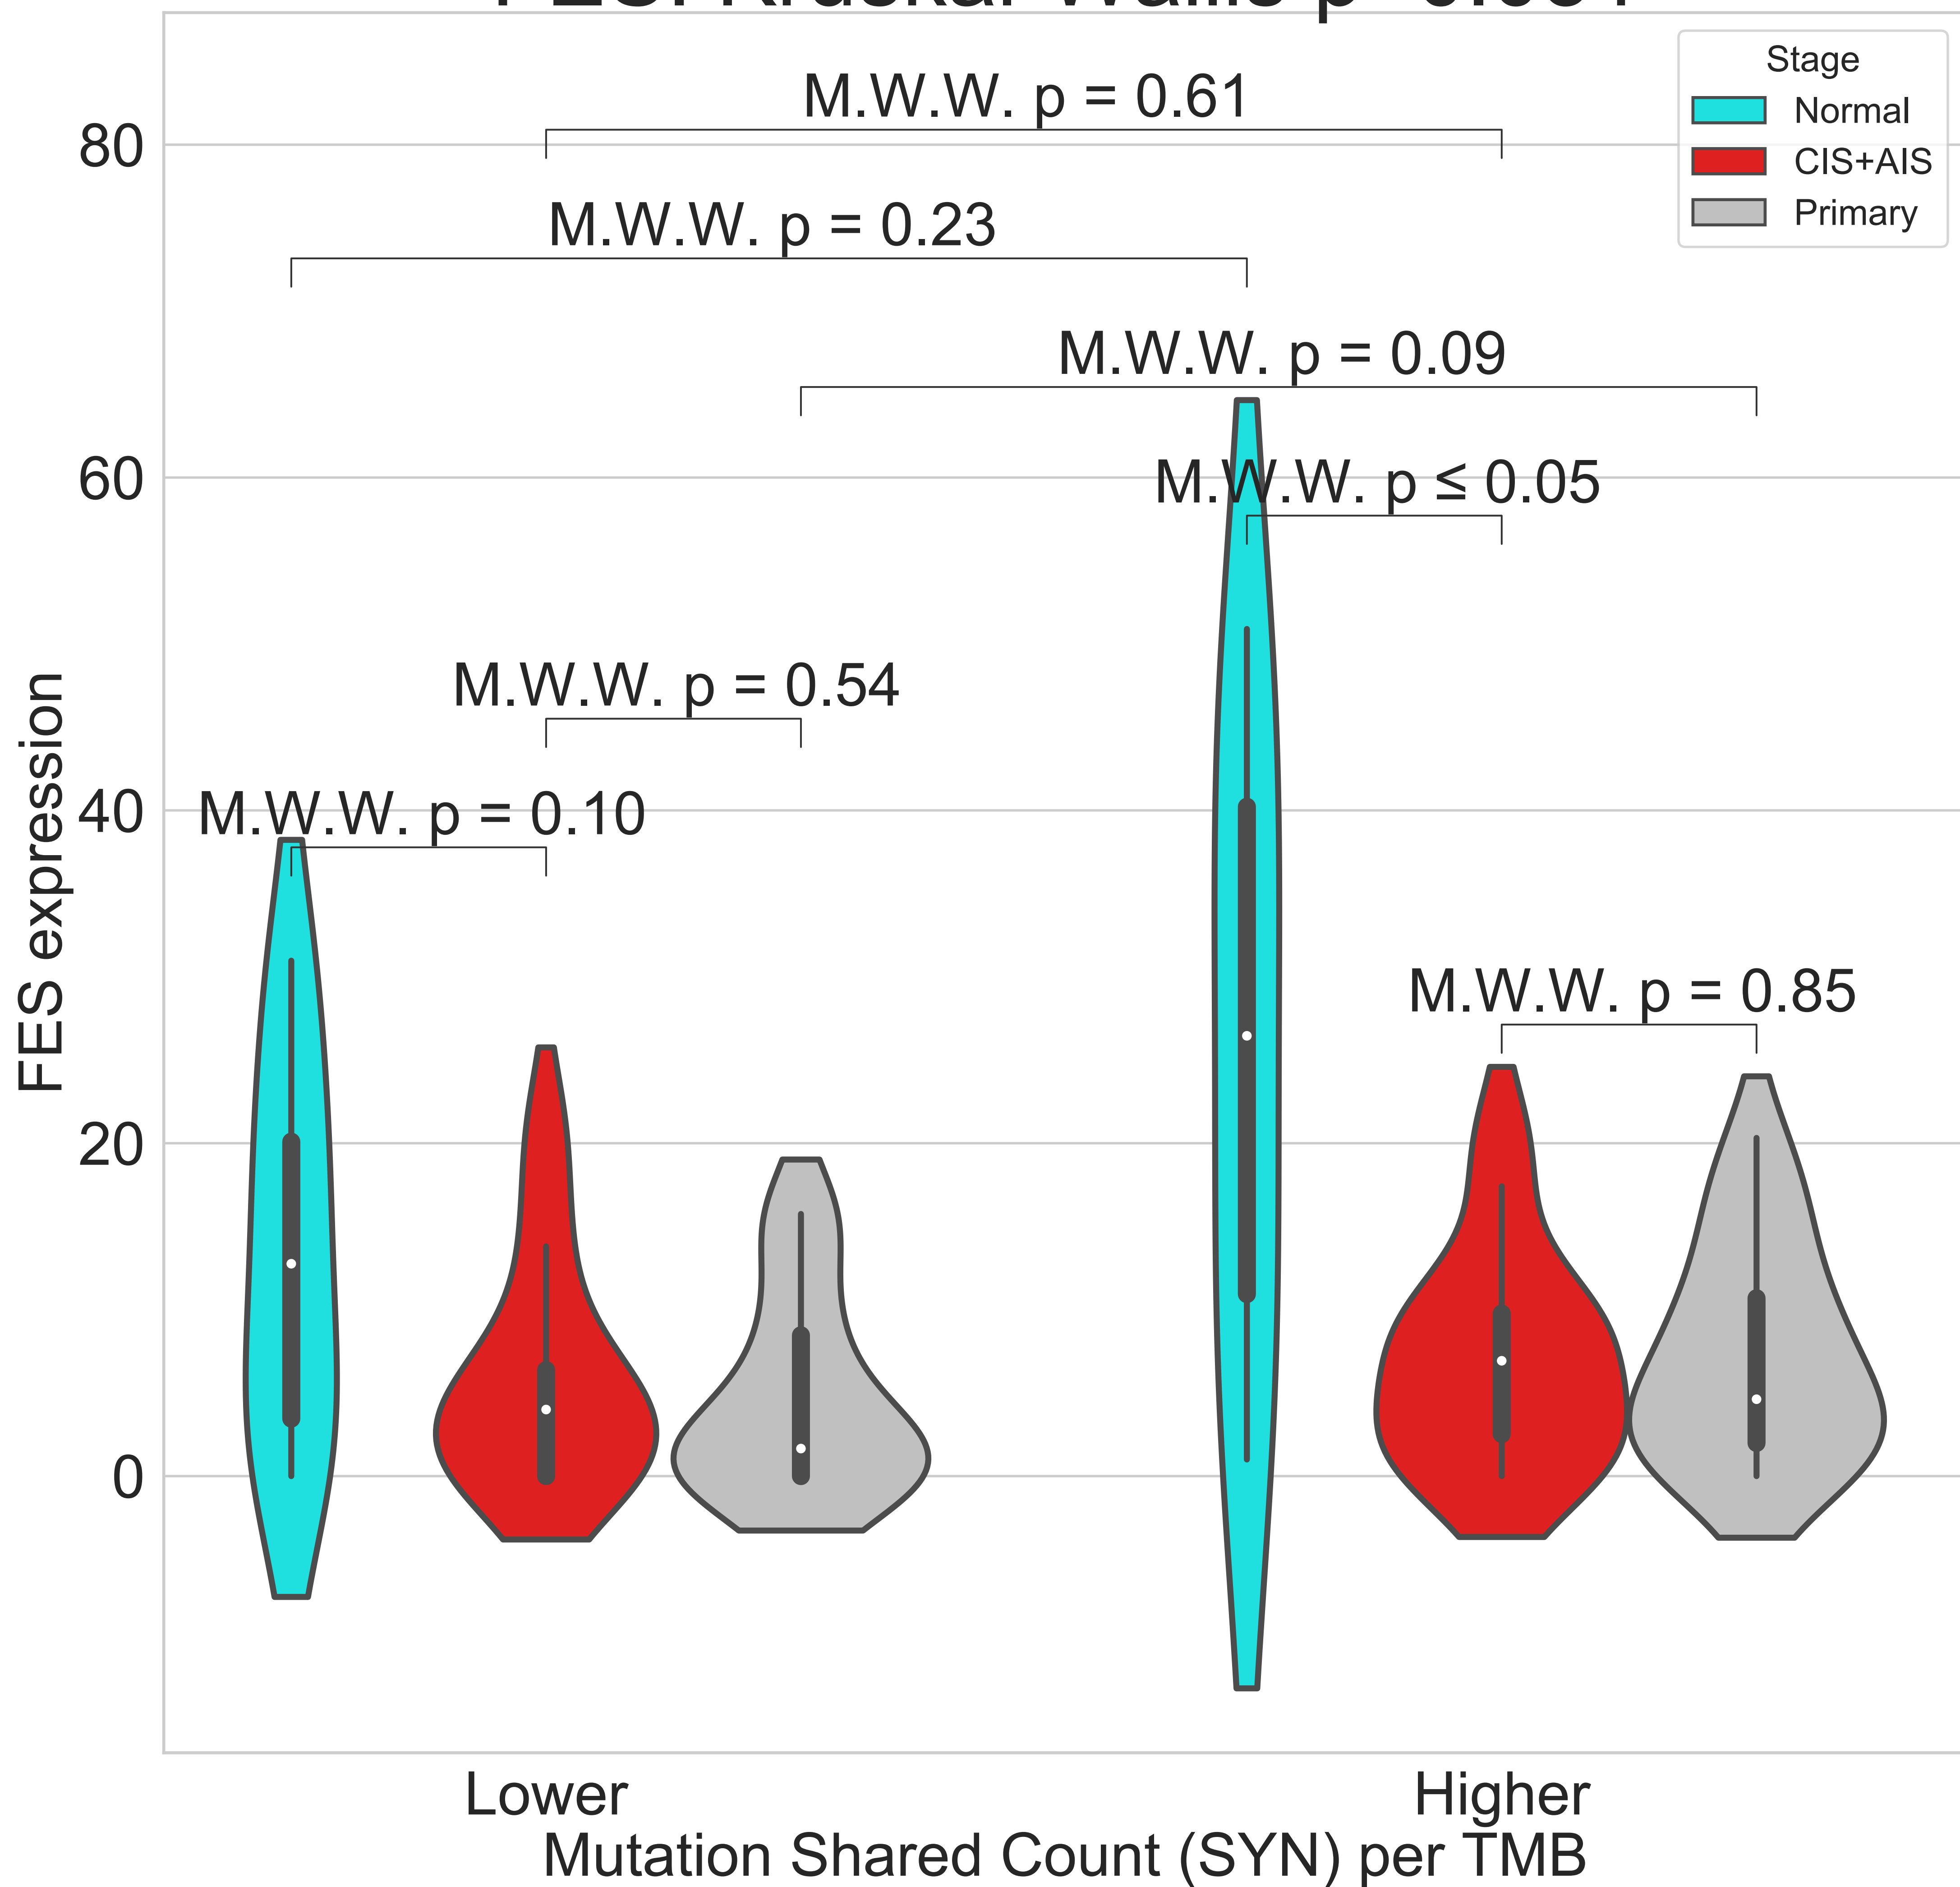 Stage
Normal
CIS+AIS
Primary
M.W.W. p = 0.61
M.W.W. p = 0.23
M.W.W. p = 0.09
M.W.W. p ≤ 0.05
M.W.W. p = 0.54
M.W.W. p = 0.10
M.W.W. p = 0.85
80
60
40
20
0
FES expression
Lower
Higher
Mutation Shared Count (SYN) per TMB